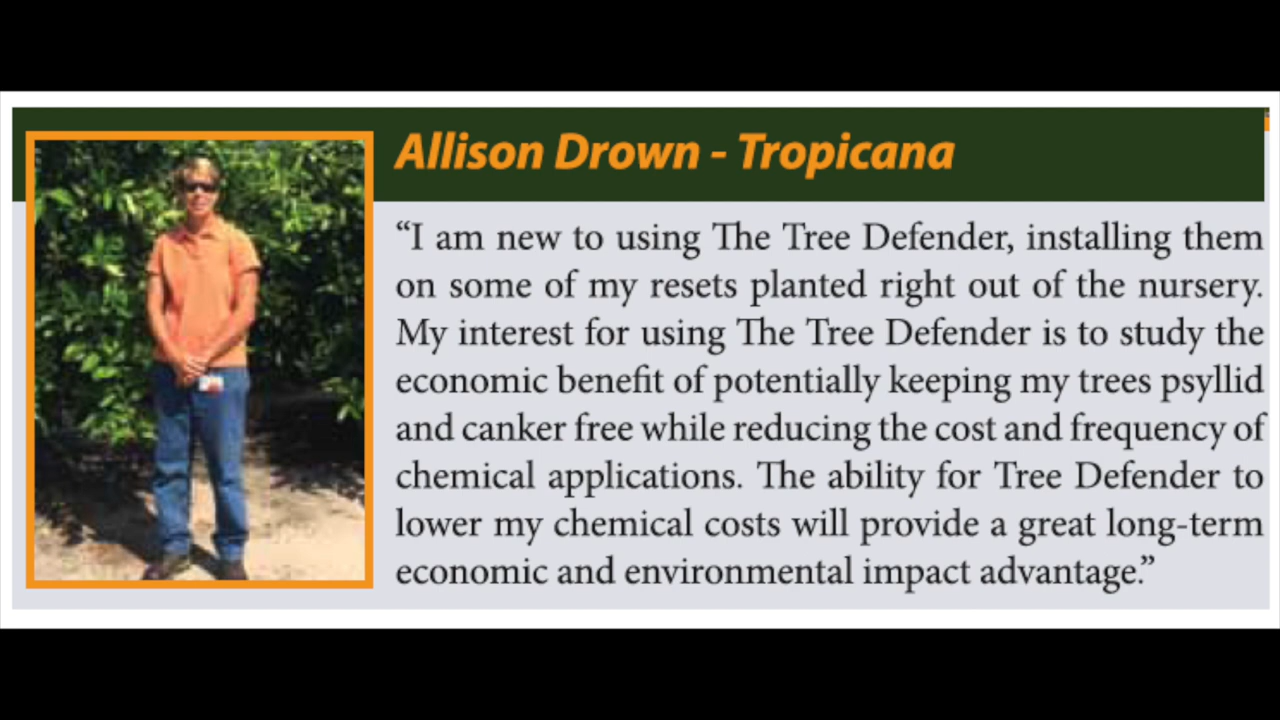 Allison Drown - Tropicana
“I am new to using The Tree Defender, installing them
on some of my resets planted right out of the nursery.
My interest for using The Tree Defender is to study the
economic benefit of potentially keeping my trees psyllid
and canker free while reducing the cost and frequency of
chemical applications. The ability for Tree Defender to
lower my chemical costs will provide a great long-term
economic and environmental impact advantage.”